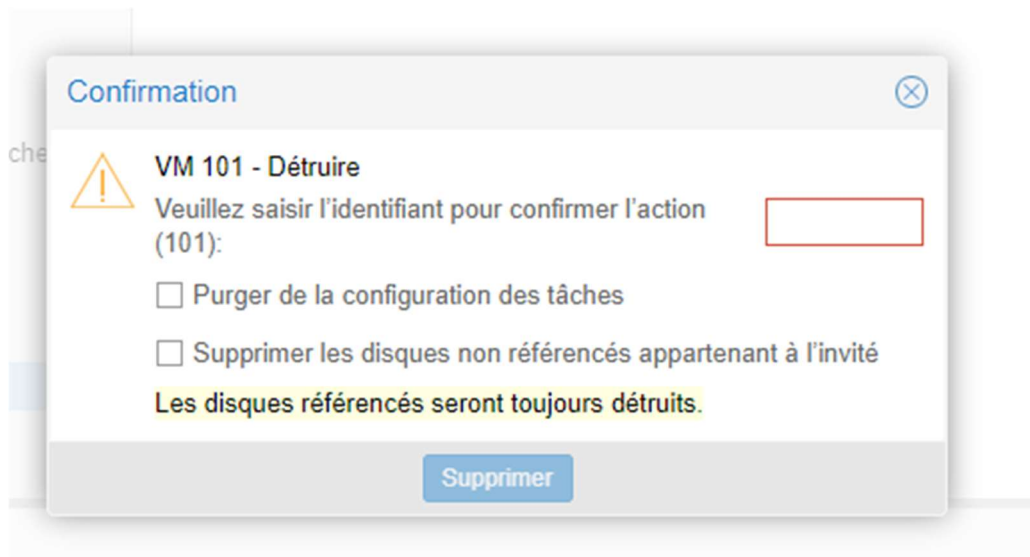 Confirmation
che
VM 101 - Détruire
Veuillez saisir l'identifiant pour confirmer l'action
(101):
Purger de la configuration des tâches
Supprimer les disques non référencés appartenant à l'invité
Les disques référencés seront toujours détruits.
Supprimer